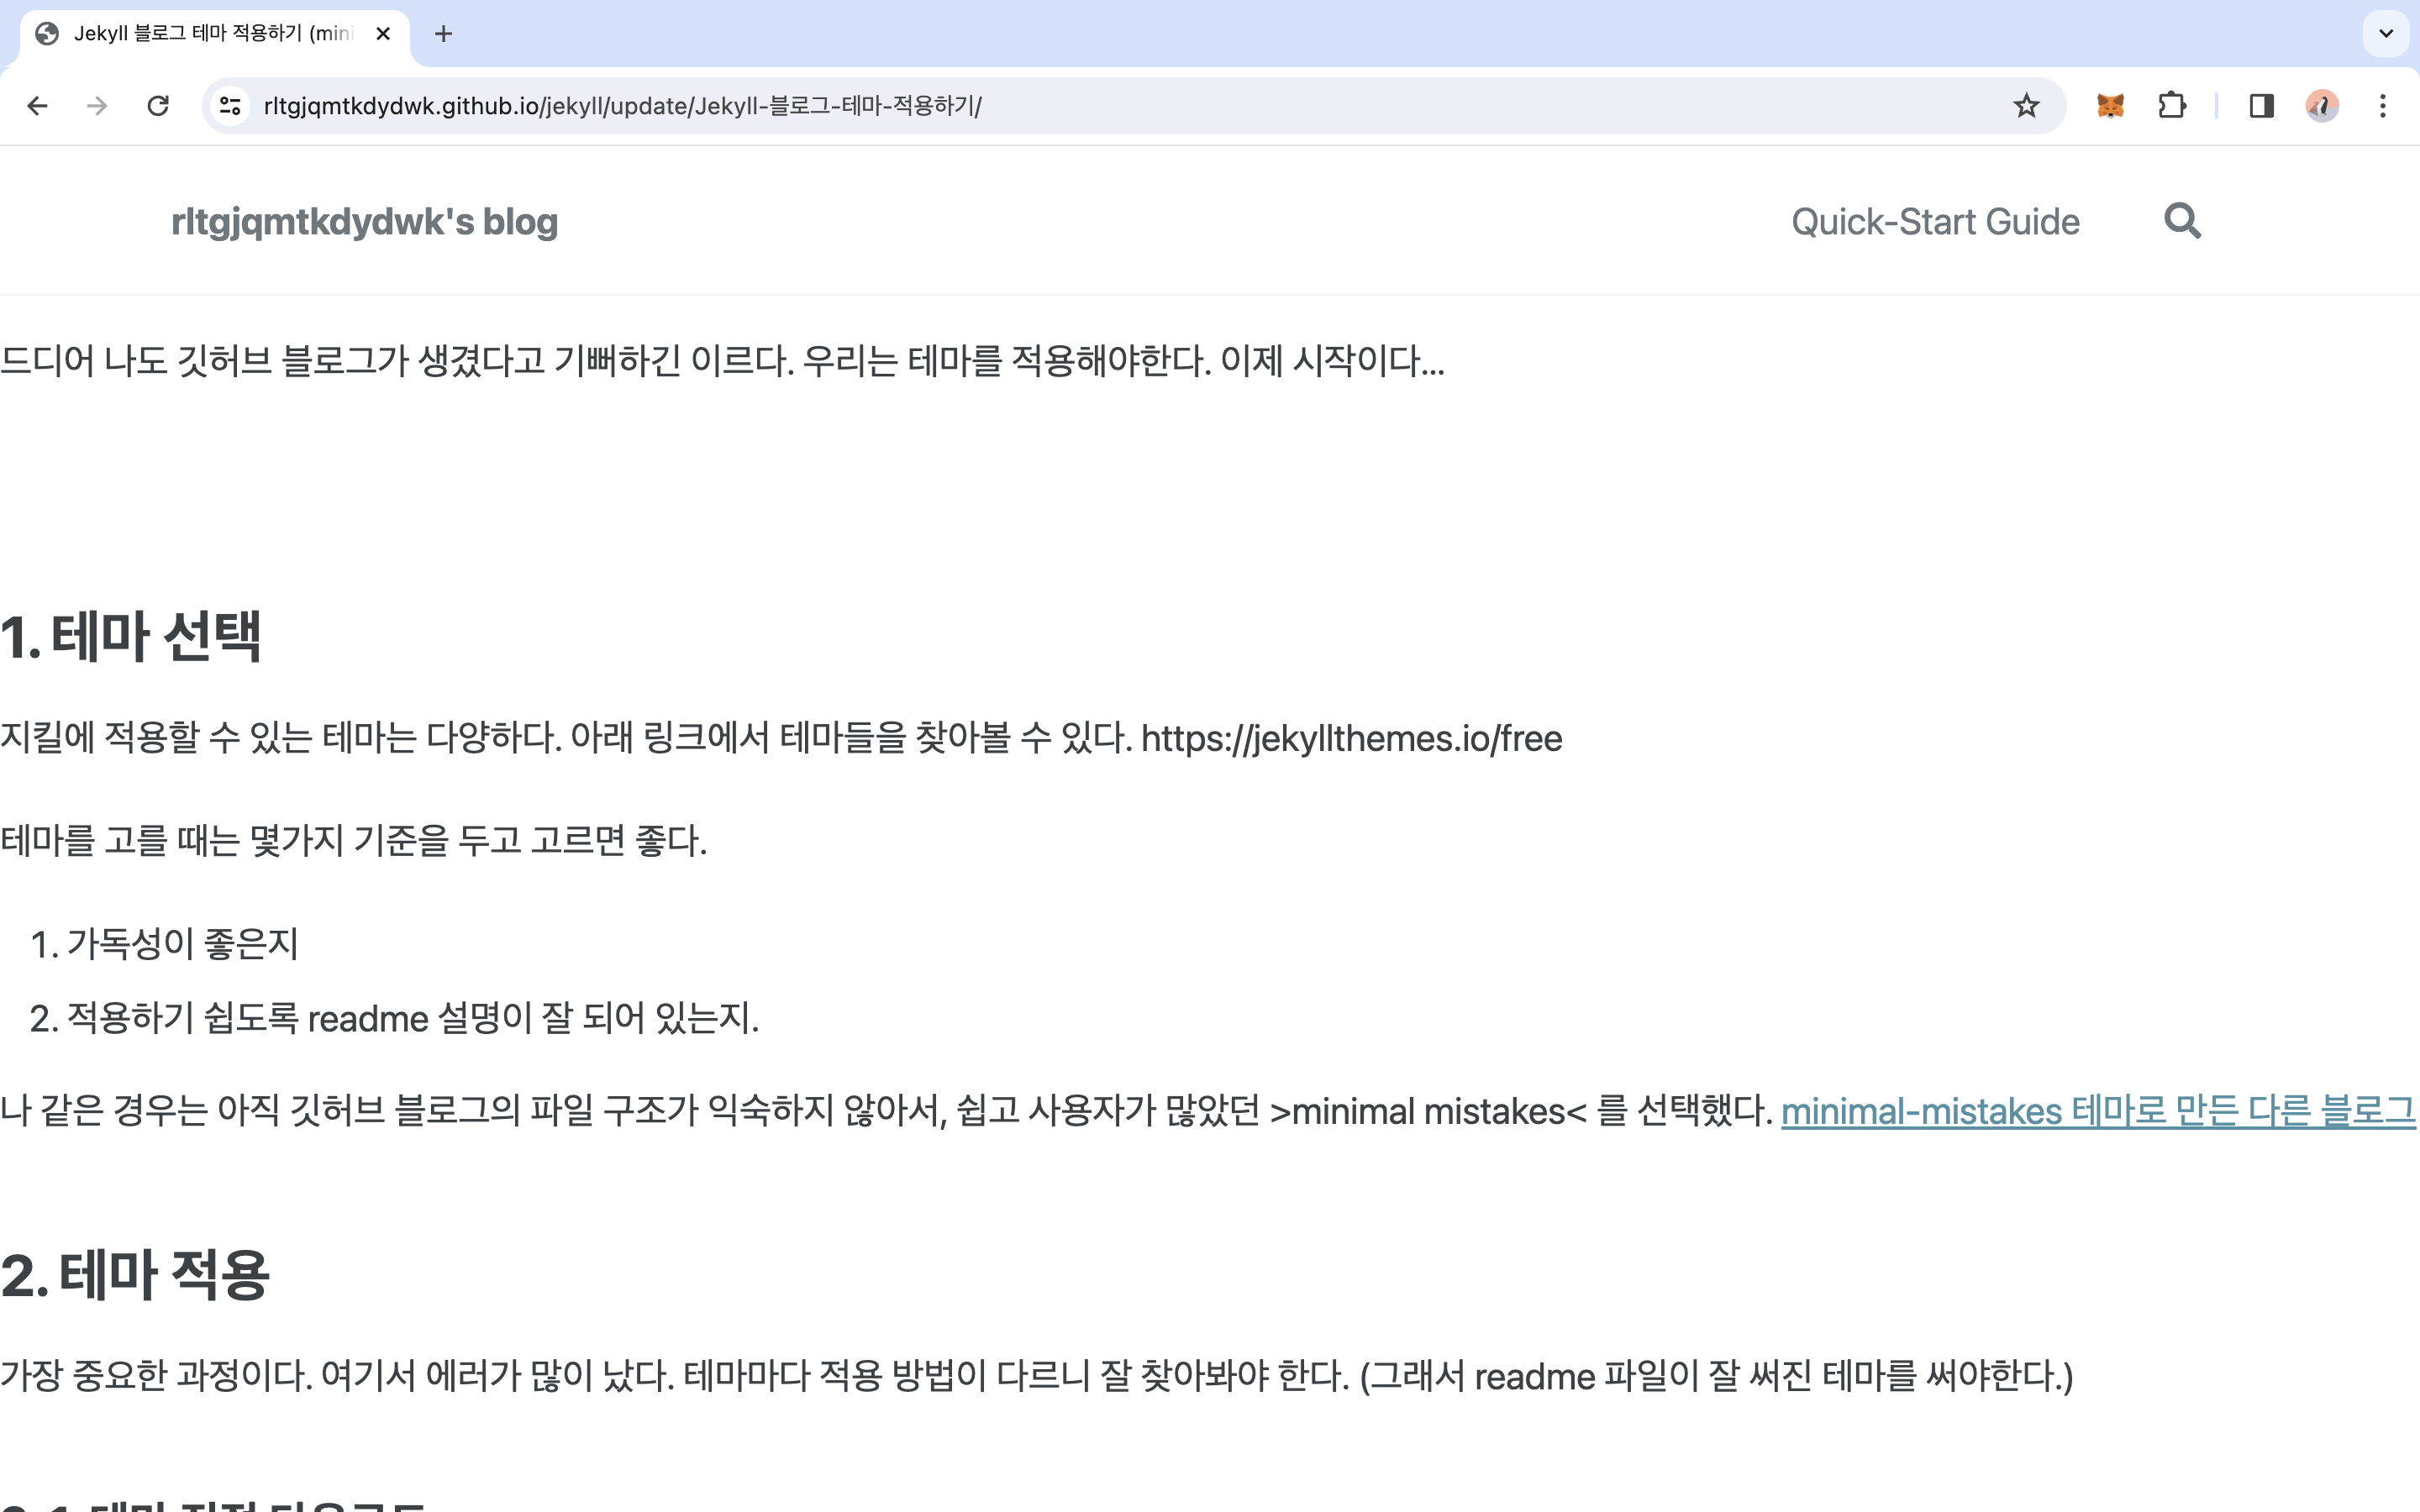 Jekyll 블로그 테마 적용하기 (mini
rltgjqmtkdydwk.github.io/jekyll/update/Jekyll-블로그-테마-적용하기/
rltgjqmtkdydwk's blog
Quick-Start Guide
드디어 나도 깃허브 블로그가 생겼다고 기뻐하긴 이르다. 우리는 테마를 적용해야한다. 이제 시작이다...
1. 테마 선택
지킬에 적용할 수 있는 테마는 다양하다. 아래 링크에서 테마들을 찾아볼 수 있다. https://jekyllthemes.io/free
테마를 고를 때는 몇가지 기준을 두고 고르면 좋다.
1. 가독성이 좋은지
2. 적용하기 쉽도록 readme 설명이 잘 되어 있는지.
나 같은 경우는 아직 깃허브 블로그의 파일 구조가 익숙하지 않아서, 쉽고 사용자가 많았던 >minimal mistakes< 를 선택했다. minimal-mistakes 테마로 만든 다른 블로그
2. 테마 적용
가장 중요한 과정이다. 여기서 에러가 많이 났다. 테마마다 적용 방법이 다르니 잘 찾아봐야 한다. (그래서 readme 파일이 잘 써진 테마를 써야한다.)